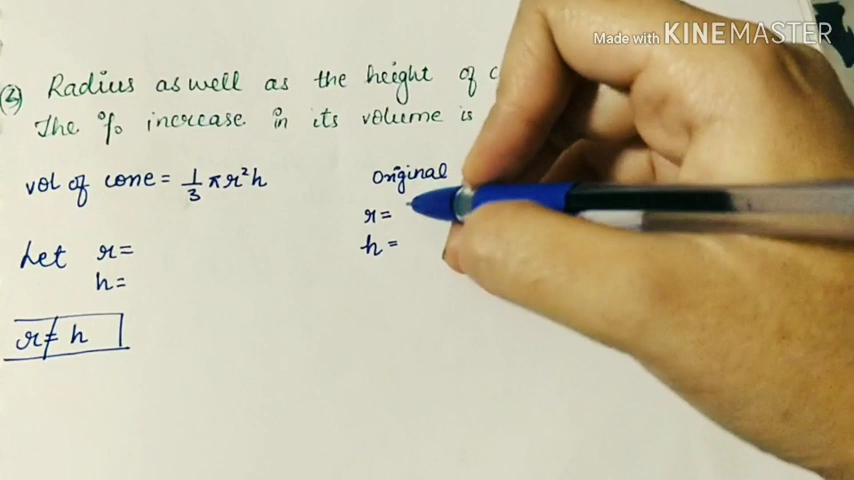 Made with KINEMASTER
(2) Radius as well as the height of c
The % increase in its volume is
vol of cone = 1/3 πr²h
Original
r =
h =
Let r =
h =
r ≠ h